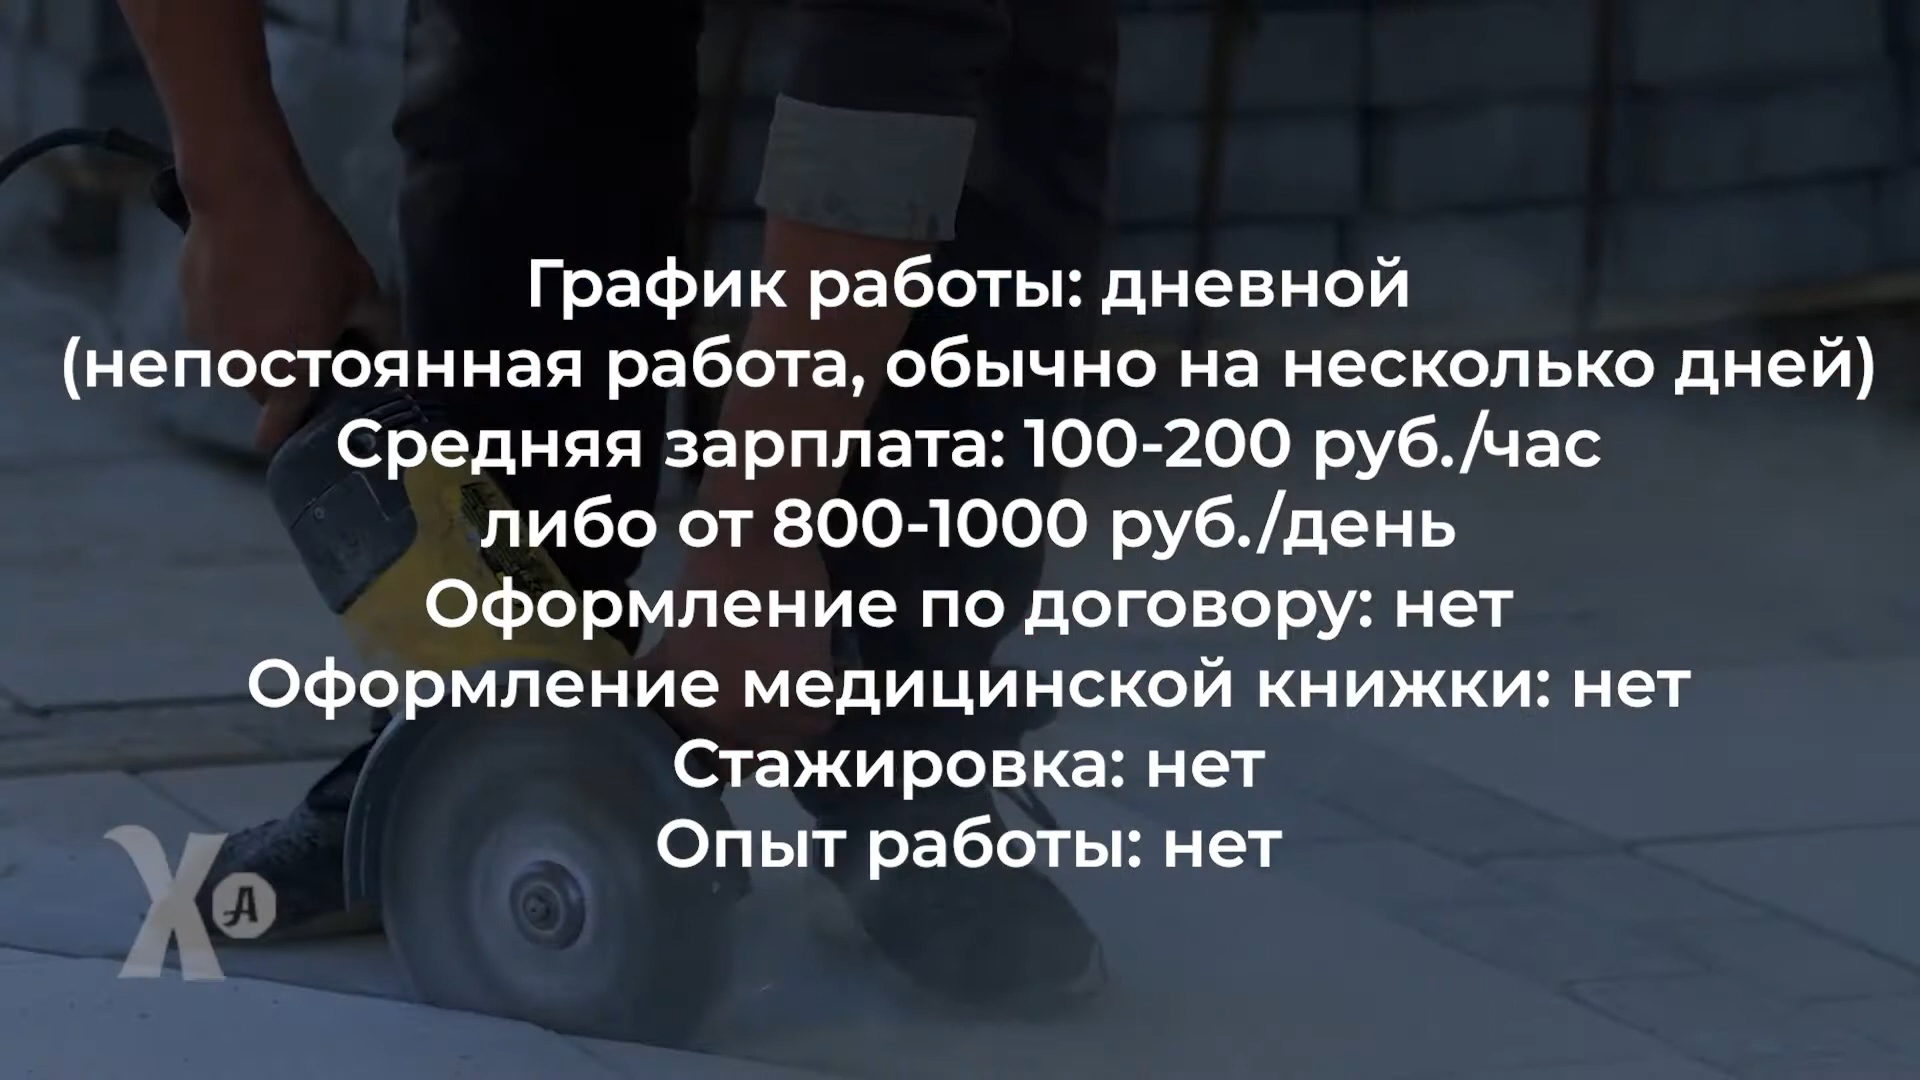 График работы: дневной
(непостоянная работа, обычно на несколько дней)
Средняя зарплата: 100-200 руб./час
либо от 800-1000 руб./день
Оформление по договору: нет
Оформление медицинской книжки: нет
Стажировка: нет
Опыт работы: нет
Х А